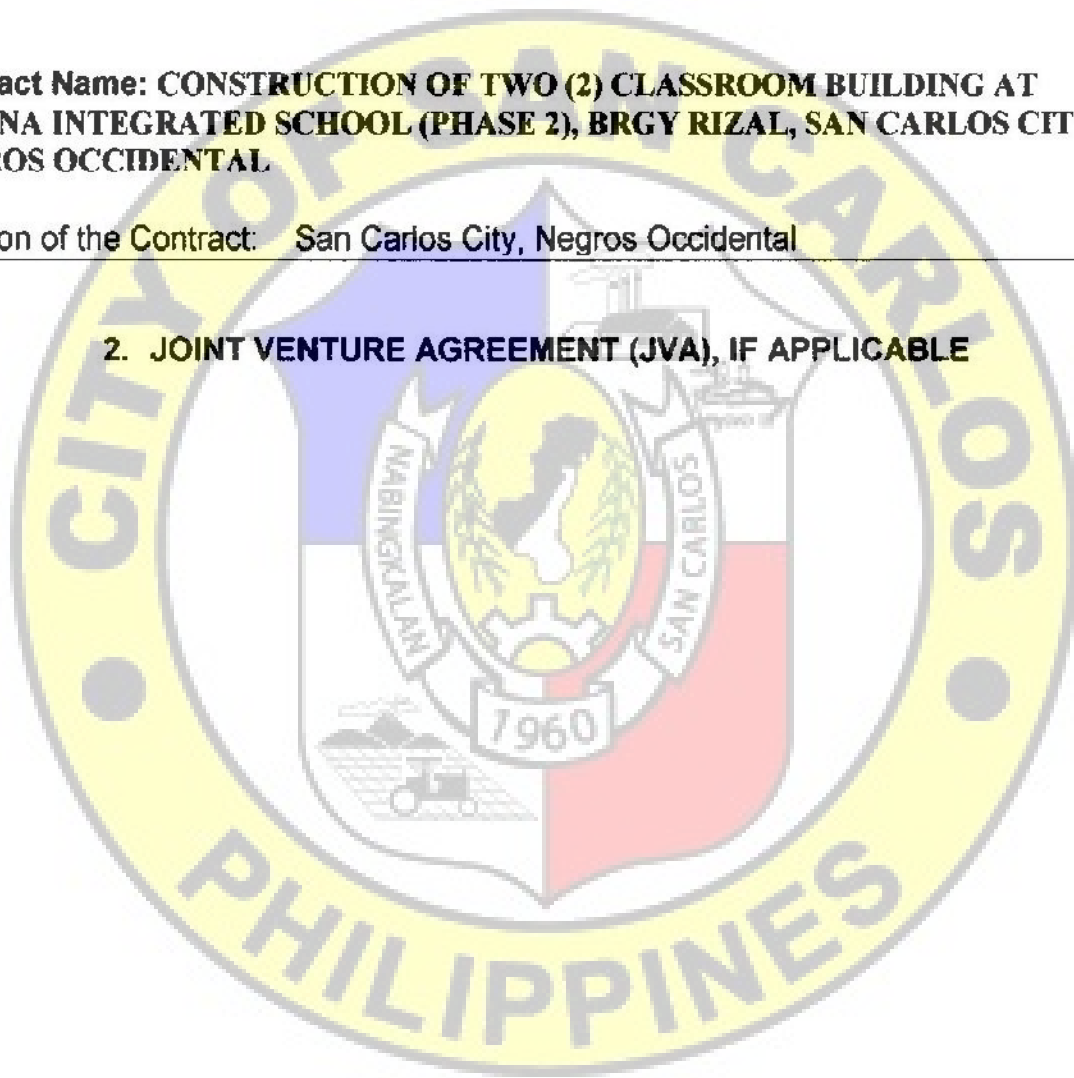 act Name: CONSTRUCTION OF TWO (2) CLASSROOM BUILDING AT
NA INTEGRATED SCHOOL (PHASE 2), BRGY RIZAL, SAN CARLOS CIT
ROS OCCIDENTAL
on of the Contract: San Carlos City, Negros Occidental
2. JOINT VENTURE AGREEMENT (JVA), IF APPLICABLE
CITY OF SAN CARLOS
NABINGKALAN
SAN CARLOS
1960
PHILIPPINES